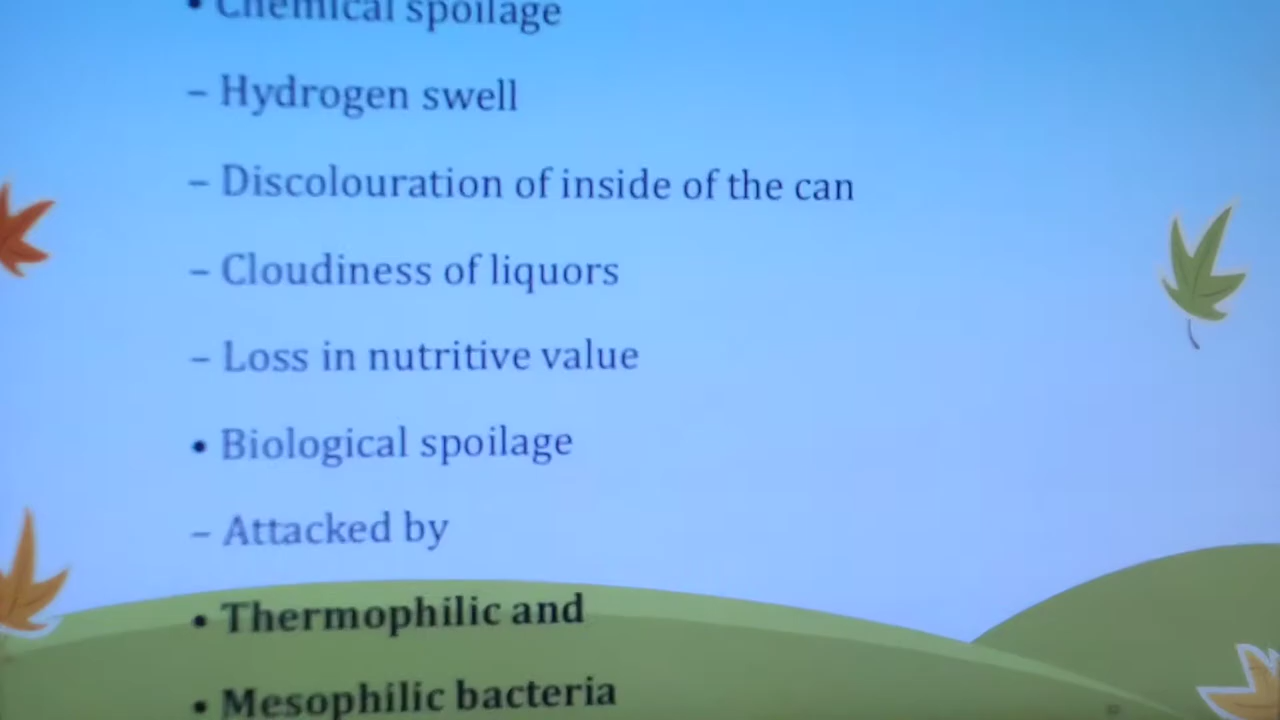 • Chemical spoilage
– Hydrogen swell
– Discolouration of inside of the can
– Cloudiness of liquors
– Loss in nutritive value
• Biological spoilage
– Attacked by
• Thermophilic and
• Mesophilic bacteria